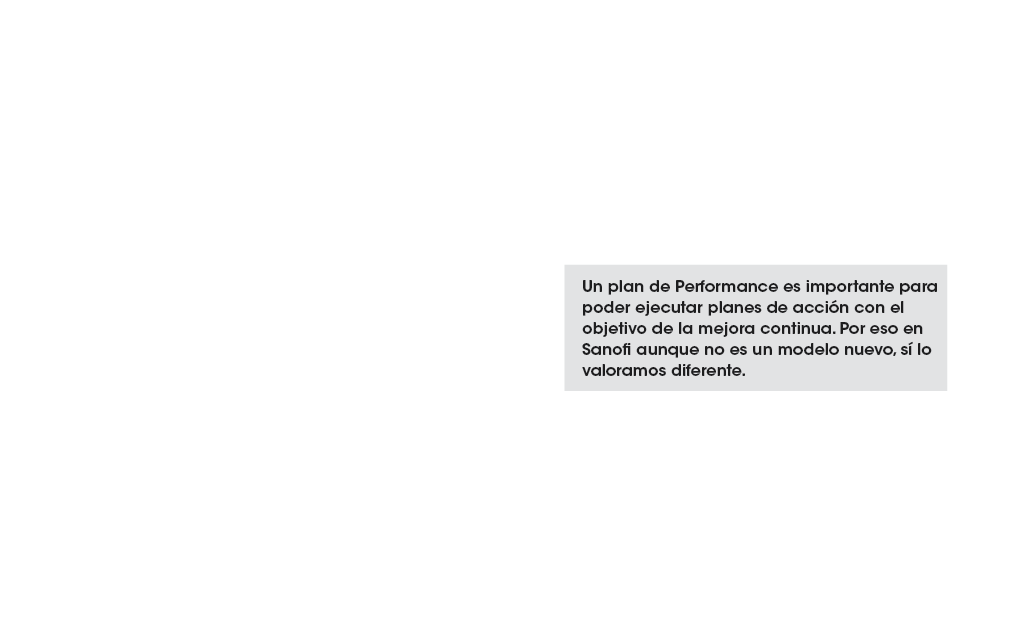 Un plan de Performance es importante para
poder ejecutar planes de acción con el
objetivo de la mejora continua. Por eso en
Sanofi aunque no es un modelo nuevo, sí lo
valoramos diferente.